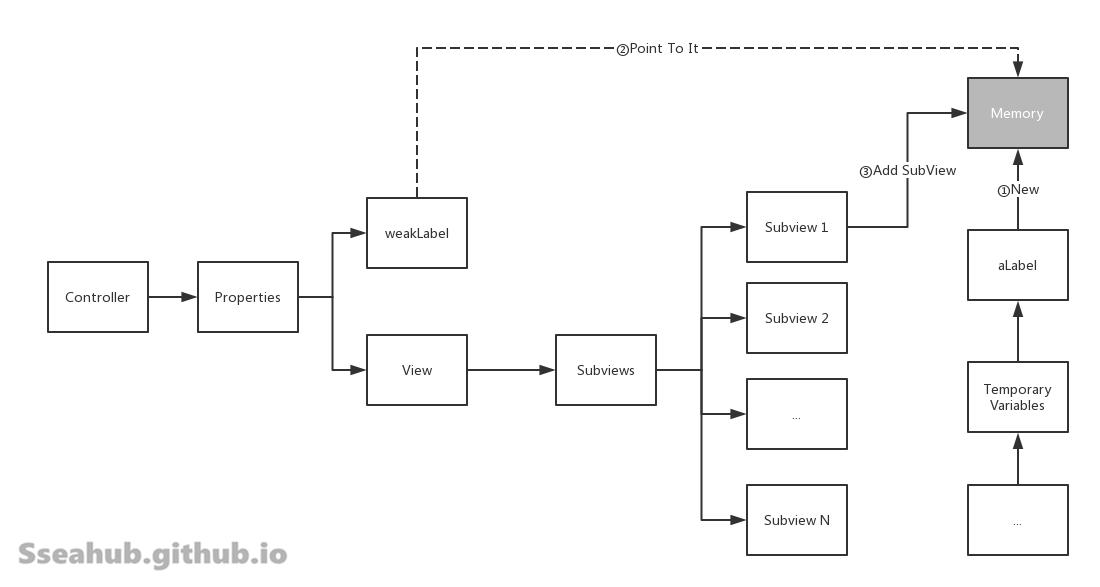 ②Point To It
Memory
③Add SubView
①New
weakLabel
Subview 1
aLabel
Controller
Properties
Subview 2
View
Subviews
Temporary
Variables
...
Subview N
...
Sseahub.github.io